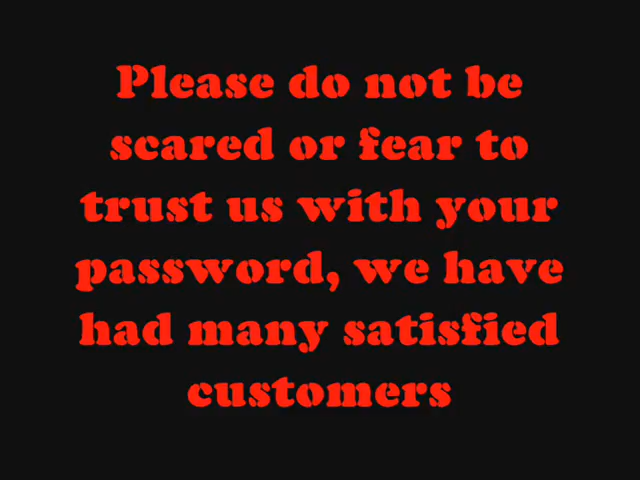 Please do not be
scared or fear to
trust us with your
password, we have
had many satisfied
customers